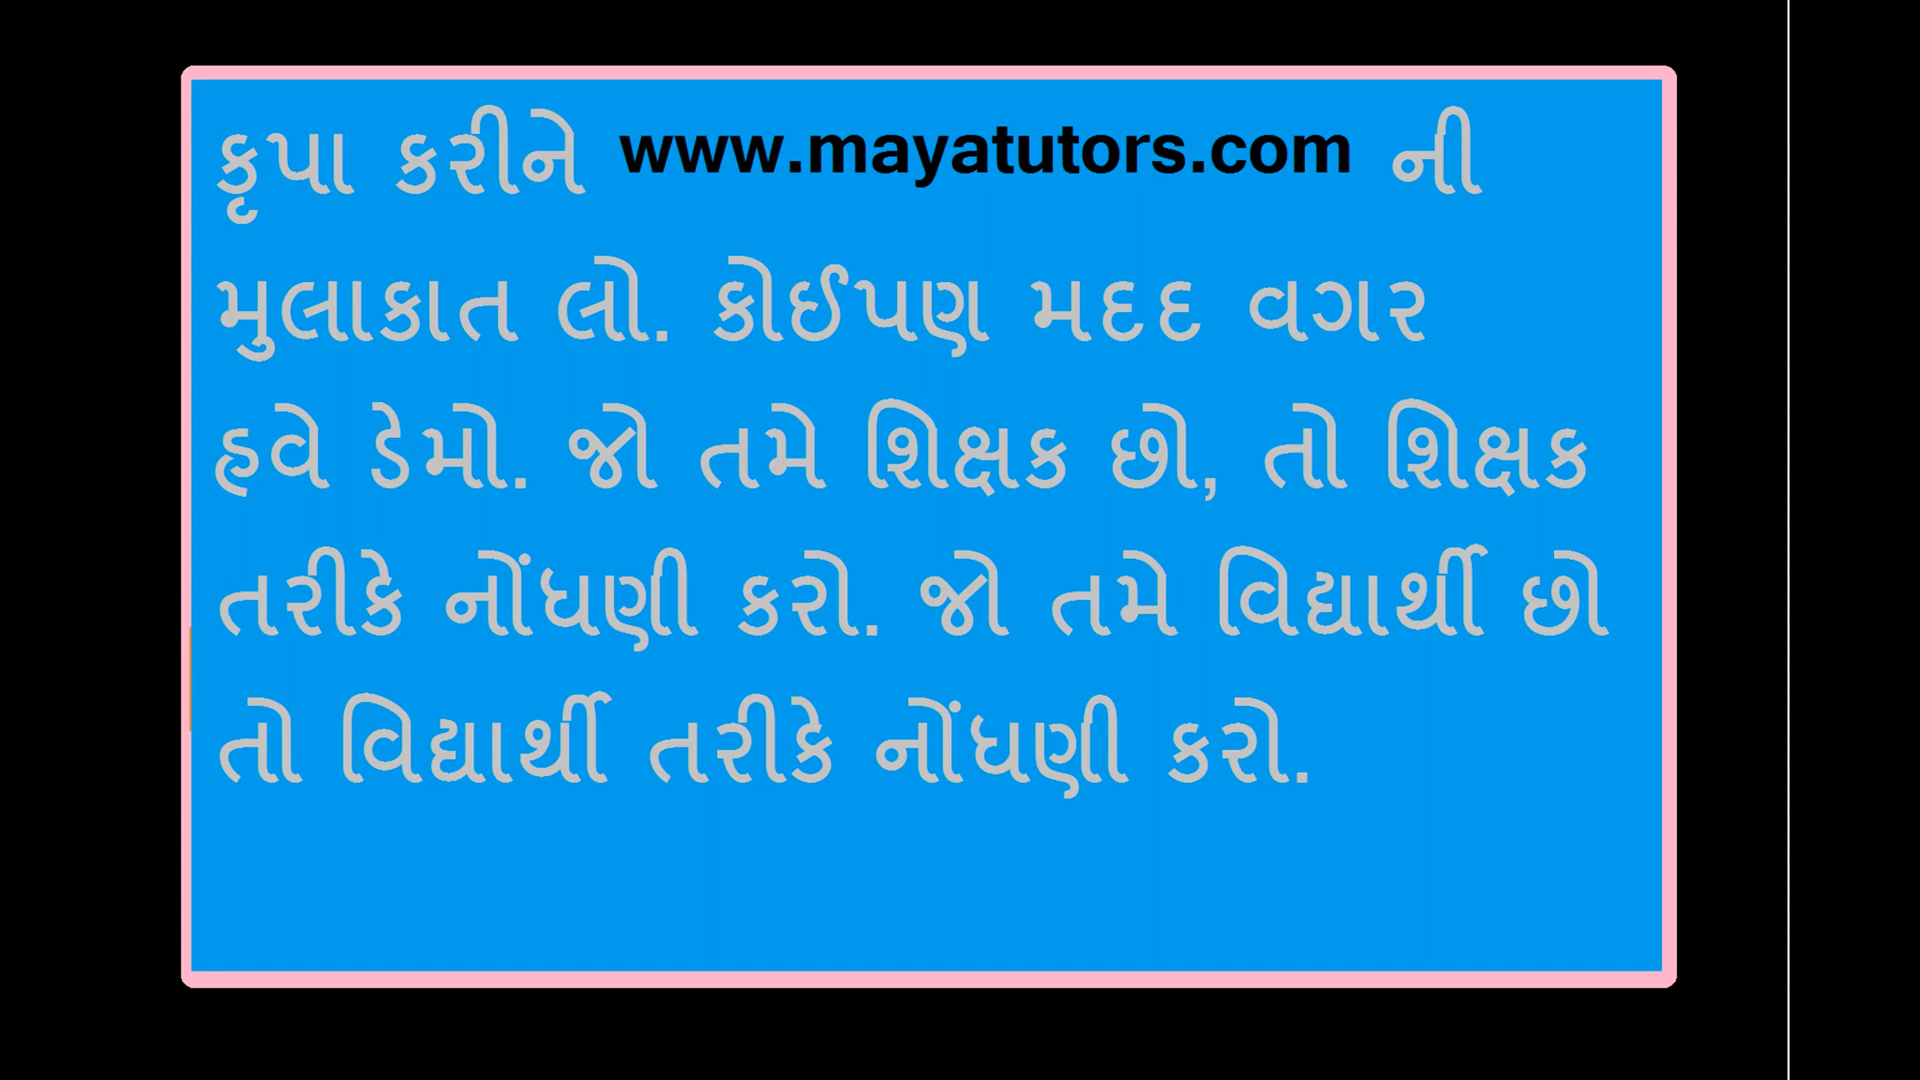 કૃપા કરીને www.mayatutors.com ની
મુલાકાત લો. કોઈપણ મદદ વગર
હવે ડેમો. જો તમે શિક્ષક છો, તો શિક્ષક
તરીકે નોંધણી કરો. જો તમે વિદ્યાર્થી છો
તો વિદ્યાર્થી તરીકે નોંધણી કરો.